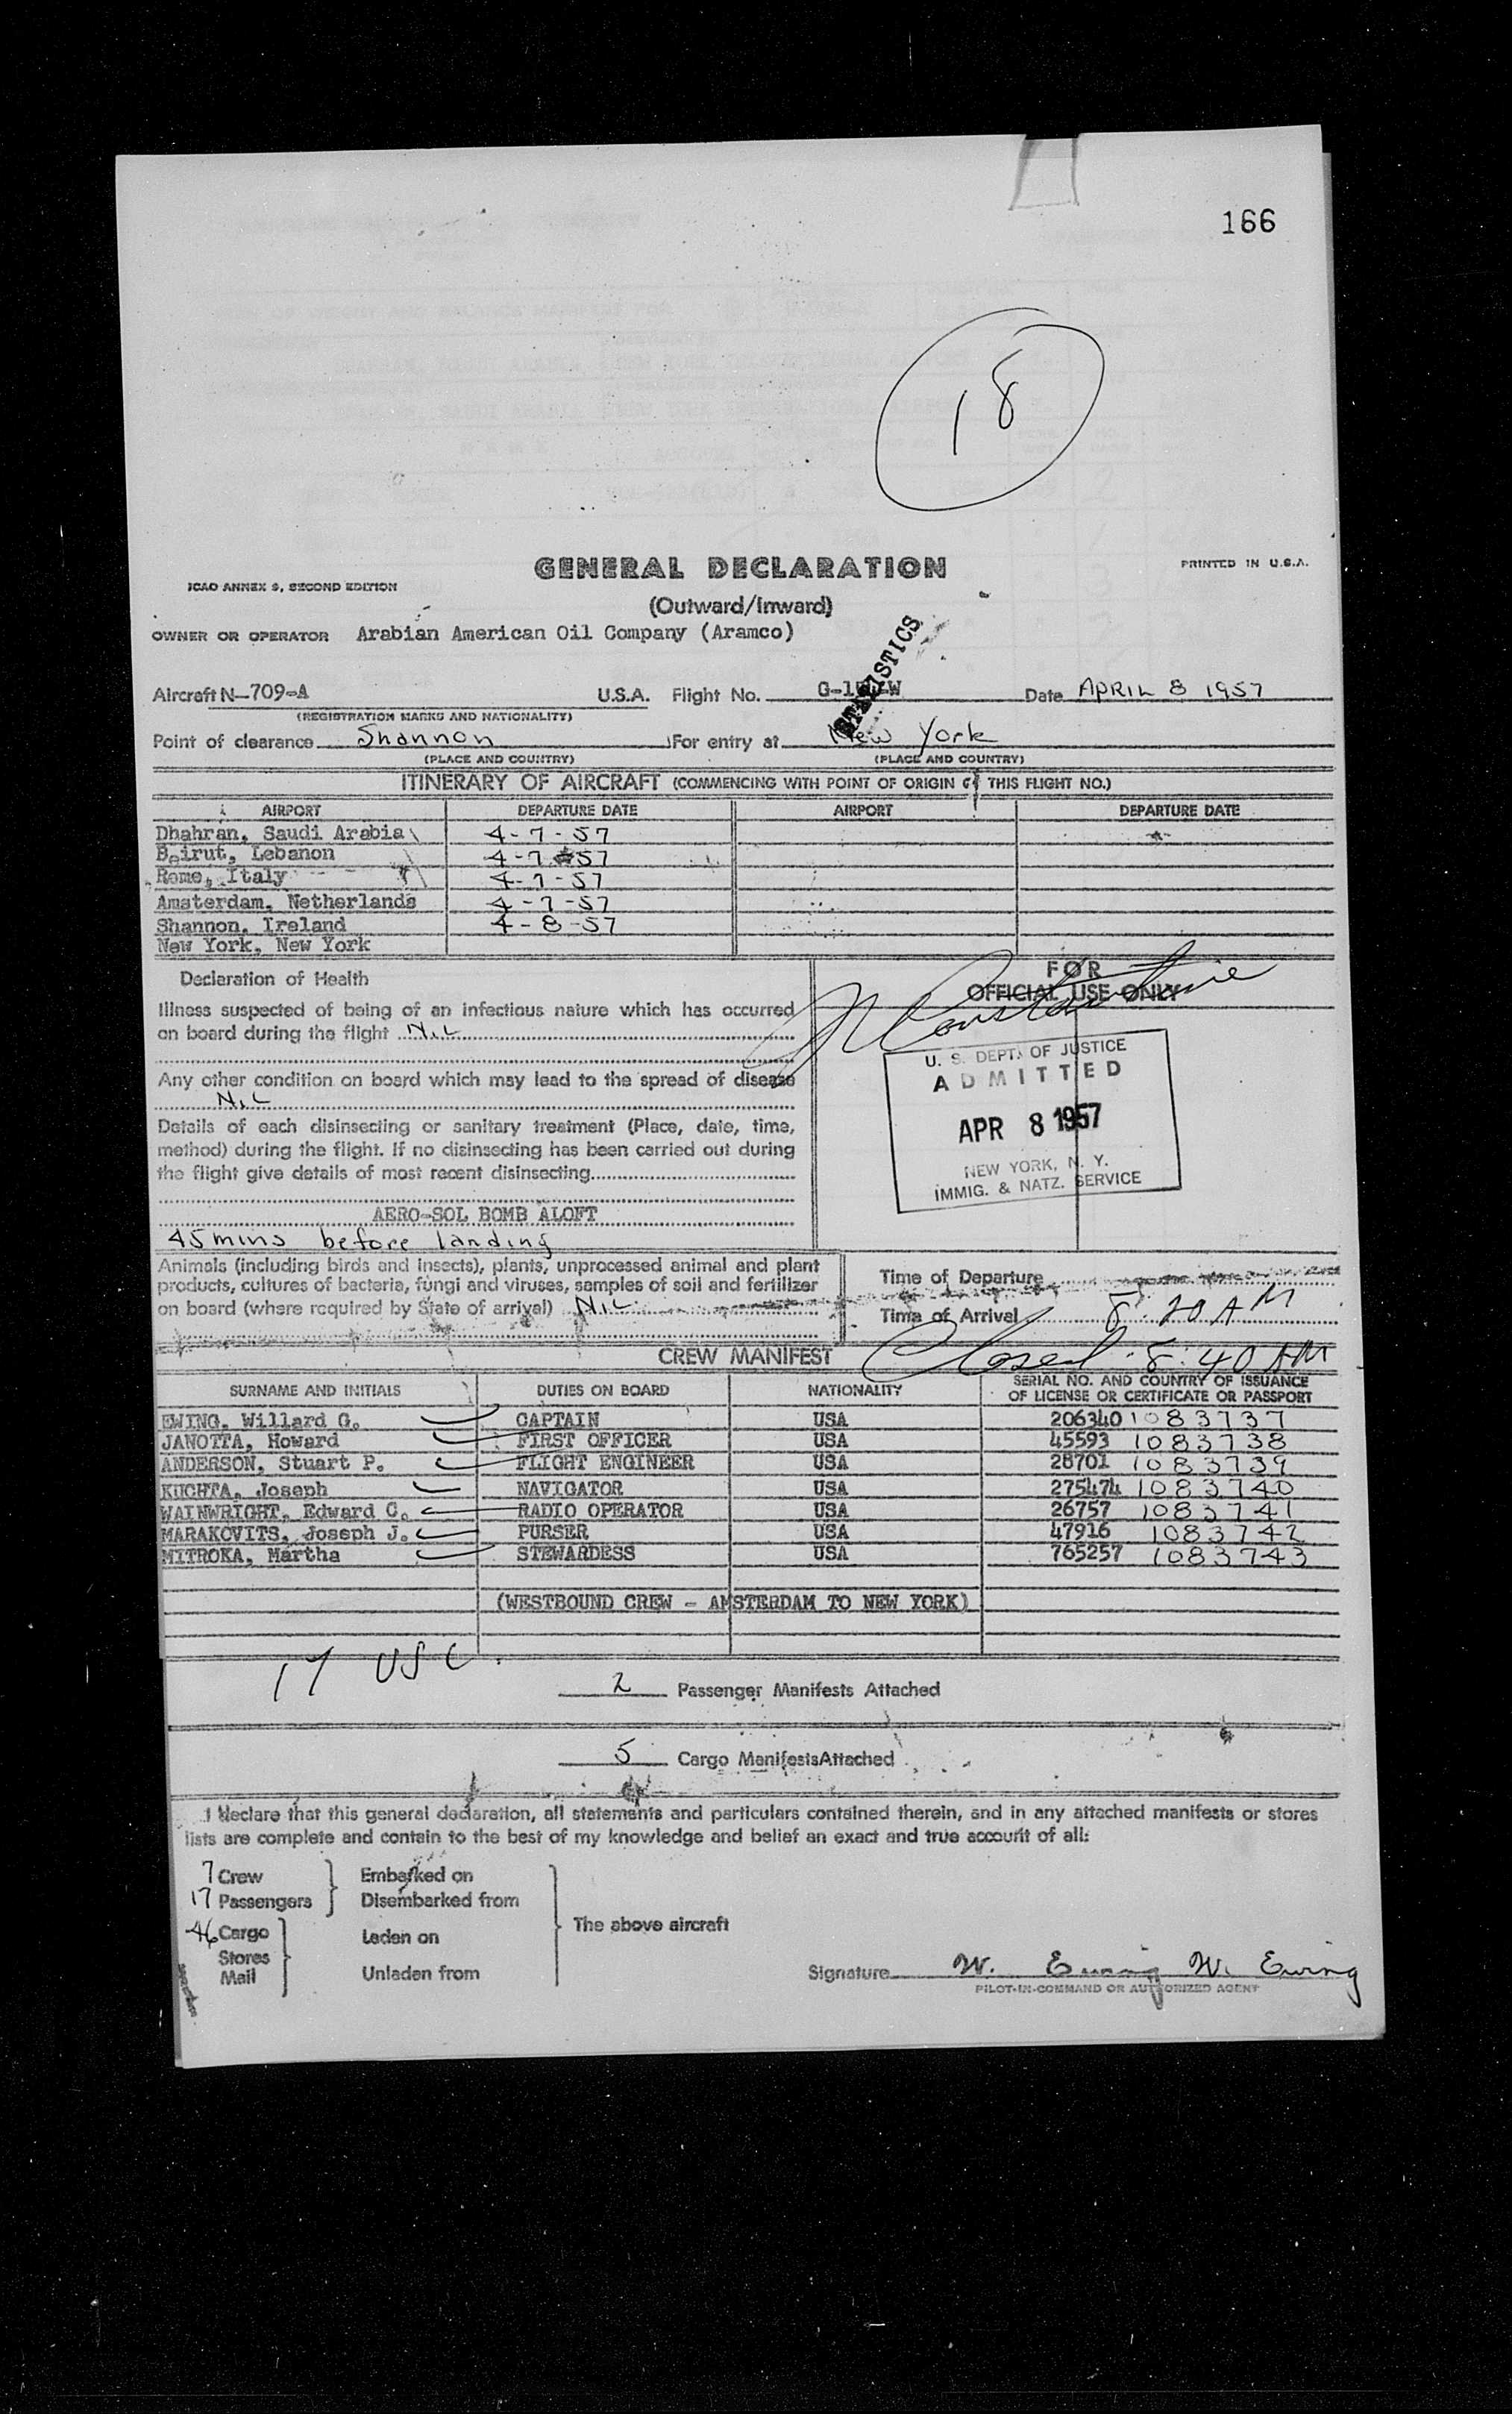 166
18
GENERAL DECLARATION
PRINTED IN U.S.A.
ICAO ANNEX 9, SECOND EDITION
(Outward/Inward)
OWNER OR OPERATOR Arabian American Oil Company (Aramco)
STATISTICS
Aircraft N-709-A U.S.A. Flight No. Date APRIL 8 1957
(REGISTRATION MARKS AND NATIONALITY)
Point of clearance Shannon For entry at New York
(PLACE AND COUNTRY) (PLACE AND COUNTRY)
ITINERARY OF AIRCRAFT (COMMENCING WITH POINT OF ORIGIN OF THIS FLIGHT NO.)
AIRPORT DEPARTURE DATE AIRPORT DEPARTURE DATE
Dhahran, Saudi Arabia 4-7-57
Beirut, Lebanon 4-7-57
Rome, Italy 4-7-57
Amsterdam, Netherlands 4-7-57
Shannon, Ireland 4-8-57
New York, New York
Declaration of Health
Illness suspected of being of an infectious nature which has occurred
on board during the flight NIL
Any other condition on board which may lead to the spread of disease
NIL
Details of each disinsecting or sanitary treatment (Place, date, time,
method) during the flight. If no disinsecting has been carried out during
the flight give details of most recent disinsecting
AERO-SOL BOMB ALOFT
45 mins before landing
FOR
OFFICIAL USE ONLY
U. S. DEPT. OF JUSTICE
ADMITTED
APR 8 1957
NEW YORK, N. Y.
IMMIG. & NATZ. SERVICE
Animals (including birds and insects), plants, unprocessed animal and plant
products, cultures of bacteria, fungi and viruses, samples of soil and fertilizer
on board (where required by State of arrival) NIL
Time of Departure
Time of Arrival 8:20 AM
Closed 8:40 AM
CREW MANIFEST
SURNAME AND INITIALS DUTIES ON BOARD NATIONALITY SERIAL NO. AND COUNTRY OF ISSUANCE
OF LICENSE OR CERTIFICATE OR PASSPORT
EWING, Willard G. CAPTAIN USA 206340 1083737
JANOTTA, Howard FIRST OFFICER USA 45593 1083738
ANDERSON, Stuart P. FLIGHT ENGINEER USA 28701 1083739
KUCHTA, Joseph NAVIGATOR USA 275474 1083740
WAINWRIGHT, Edward C. RADIO OPERATOR USA 26757 1083741
MARAKOVITS, Joseph J. PURSER USA 47916 1083742
MITROKA, Martha STEWARDESS USA 765257 1083743
(WESTBOUND CREW - AMSTERDAM TO NEW YORK)
17 USC.
2 Passenger Manifests Attached
5 Cargo Manifests Attached
I declare that this general declaration, all statements and particulars contained therein, and in any attached manifests or stores
lists are complete and contain to the best of my knowledge and belief an exact and true account of all:
7 Crew
17 Passengers
46 Cargo
Stores
Mail
Embarked on
Disembarked from
Laden on
Unladen from
The above aircraft
Signature W. Ewing W. Ewing
PILOT-IN-COMMAND OR AUTHORIZED AGENT